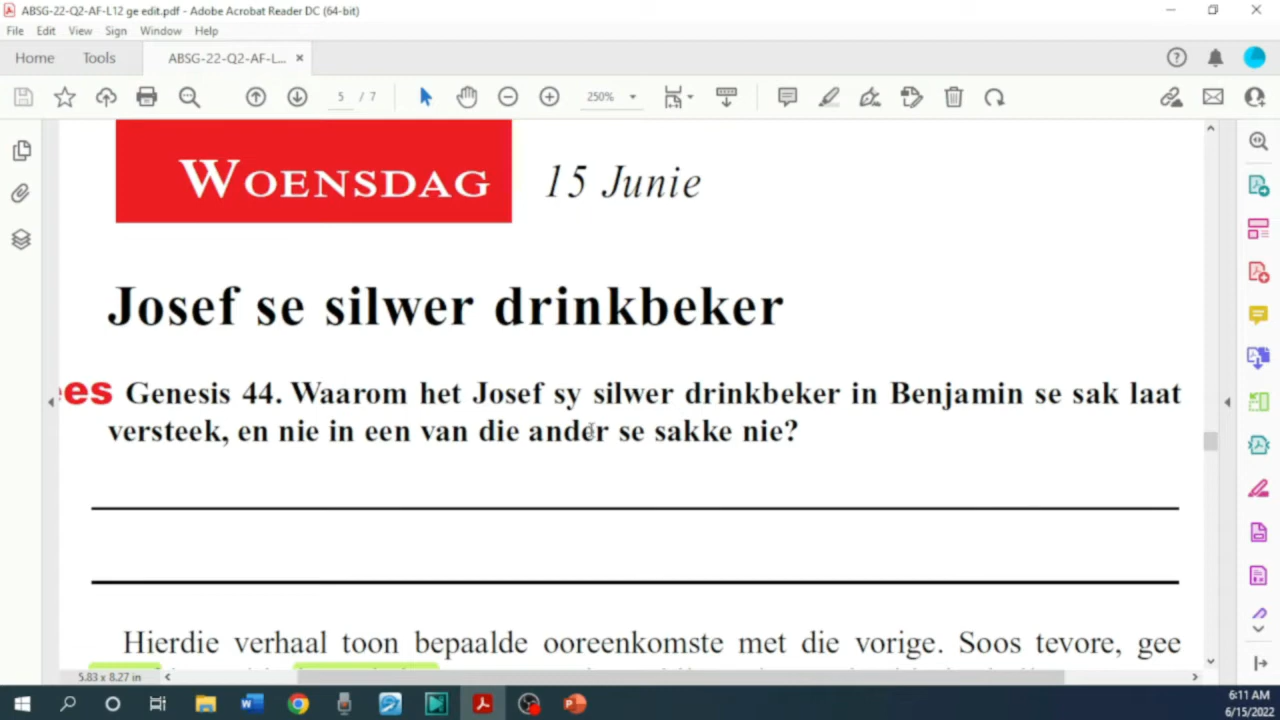 ABSG-22-Q2-AF-L12 ge edit.pdf - Adobe Acrobat Reader DC (64-bit)
File Edit View Sign Window Help
Home Tools ABSG-22-Q2-AF-L... ×
5 / 7 250%
WOENSDAG 15 Junie
Josef se silwer drinkbeker
es Genesis 44. Waarom het Josef sy silwer drinkbeker in Benjamin se sak laat
versteek, en nie in een van die ander se sakke nie?
Hierdie verhaal toon bepaalde ooreenkomste met die vorige. Soos tevore, gee
5.83 x 8.27 in
6:11 AM
6/15/2022